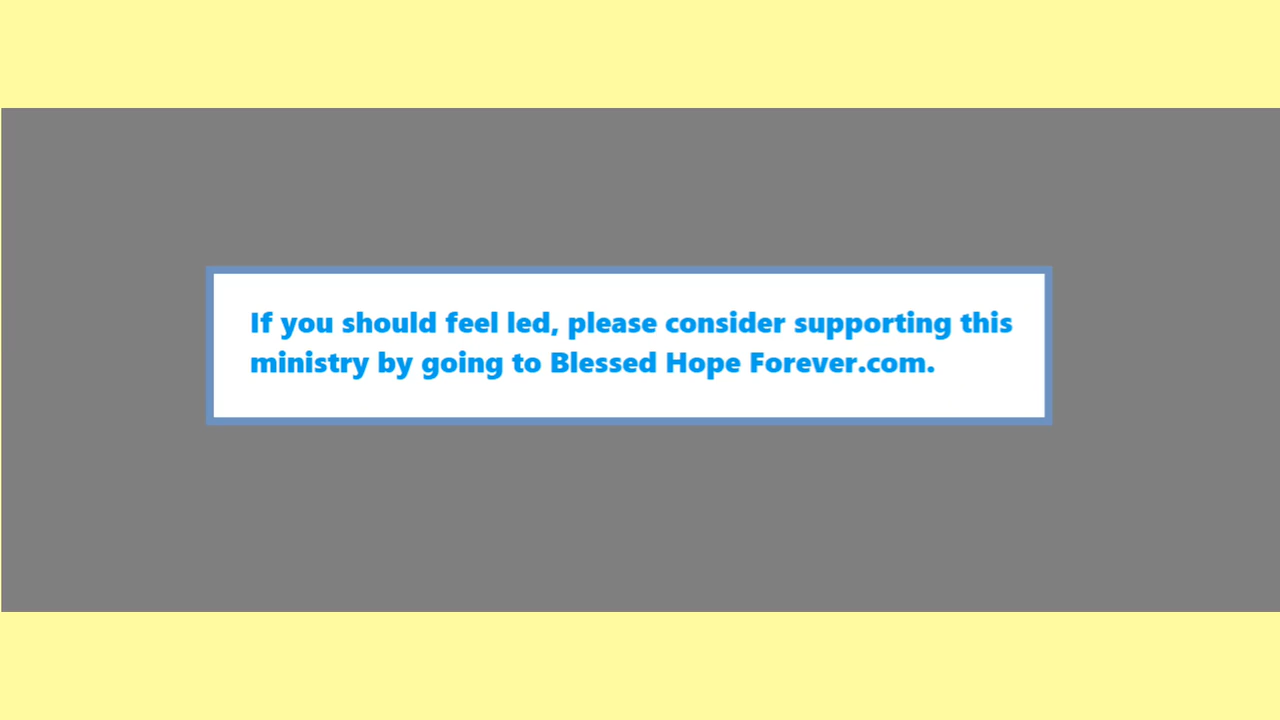 If you should feel led, please consider supporting this
ministry by going to Blessed Hope Forever.com.